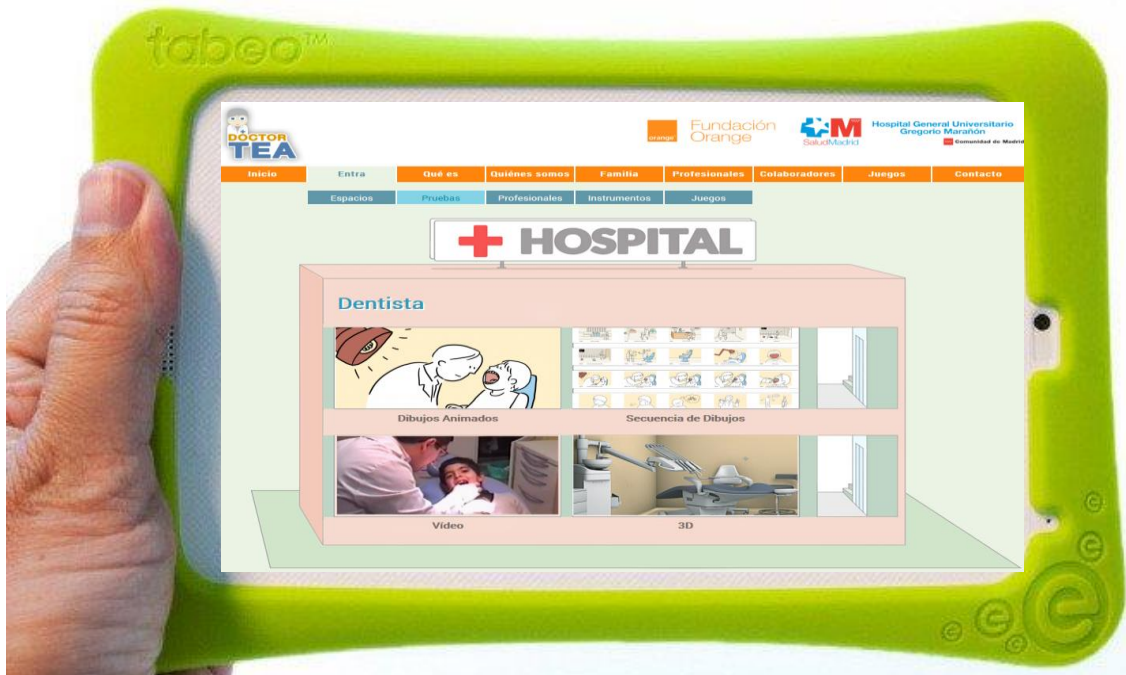 tabeo™
DOCTOR
TEA
orange™
Fundación
Orange
SaludMadrid
Hospital General Universitario
Gregorio Marañón
Comunidad de Madrid
Inicio Entra Qué es Quiénes somos Familia Profesionales Colaboradores Juegos Contacto
Espacios Pruebas Profesionales Instrumentos Juegos
HOSPITAL
Dentista
Dibujos Animados Secuencia de Dibujos
Vídeo 3D